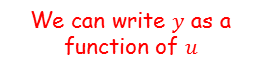 We can write y as a
function of u